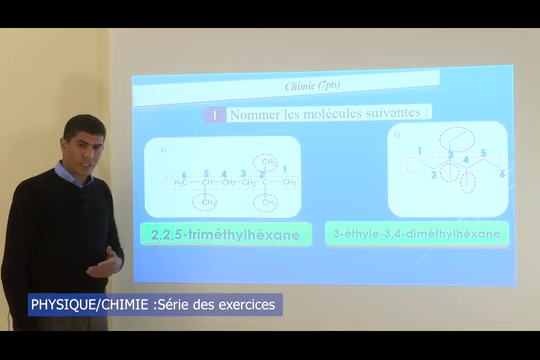 Chimie (7pts)
1 Nommer les molécules suivantes :
a)
CH₃
6 5 4 3 2 1
H₃C CH CH₂ CH₂ C CH₃
CH₃ CH₃
2,2,5-triméthylhéxane
b)
1 3 5
2 4 6
3-éthyle-3,4-diméthylhéxane
PHYSIQUE/CHIMIE :Série des exercices